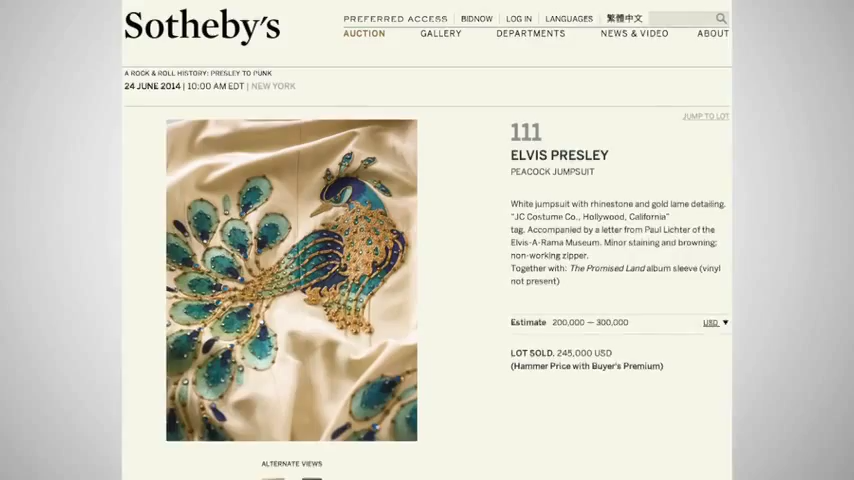 Sotheby's
PREFERRED ACCESS
BIDNOW
LOG IN
LANGUAGES
繁體中文
AUCTION
GALLERY
DEPARTMENTS
NEWS & VIDEO
ABOUT
A ROCK & ROLL HISTORY: PRESLEY TO PUNK
24 JUNE 2014 | 10:00 AM EDT | NEW YORK
JUMP TO LOT
111
ELVIS PRESLEY
PEACOCK JUMPSUIT
White jumpsuit with rhinestone and gold lame detailing.
"JC Costume Co., Hollywood, California"
tag. Accompanied by a letter from Paul Lichter of the
Elvis-A-Rama Museum. Minor staining and browning;
non-working zipper.
Together with: The Promised Land album sleeve (vinyl
not present)
Estimate 200,000 — 300,000 USD
LOT SOLD. 245,000 USD
(Hammer Price with Buyer's Premium)
ALTERNATE VIEWS